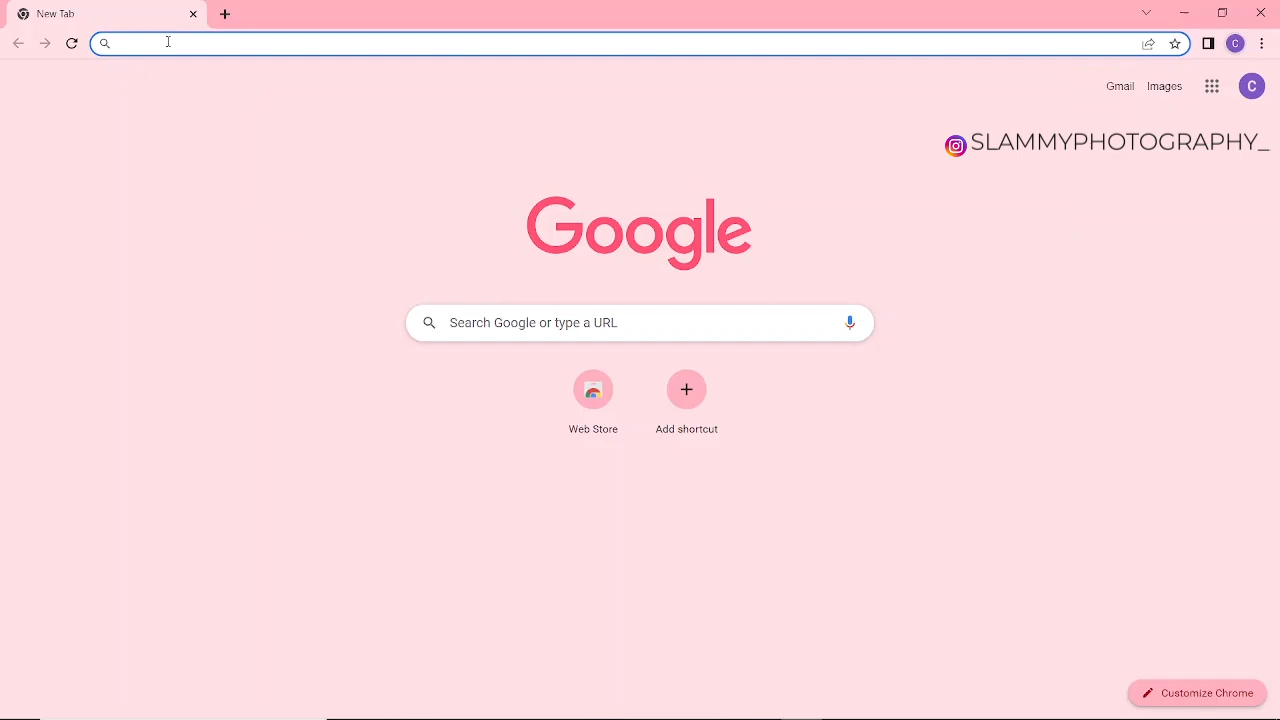 New Tab
C
Gmail Images C
SLAMMYPHOTOGRAPHY_
Google
Search Google or type a URL
Web Store Add shortcut
Customize Chrome